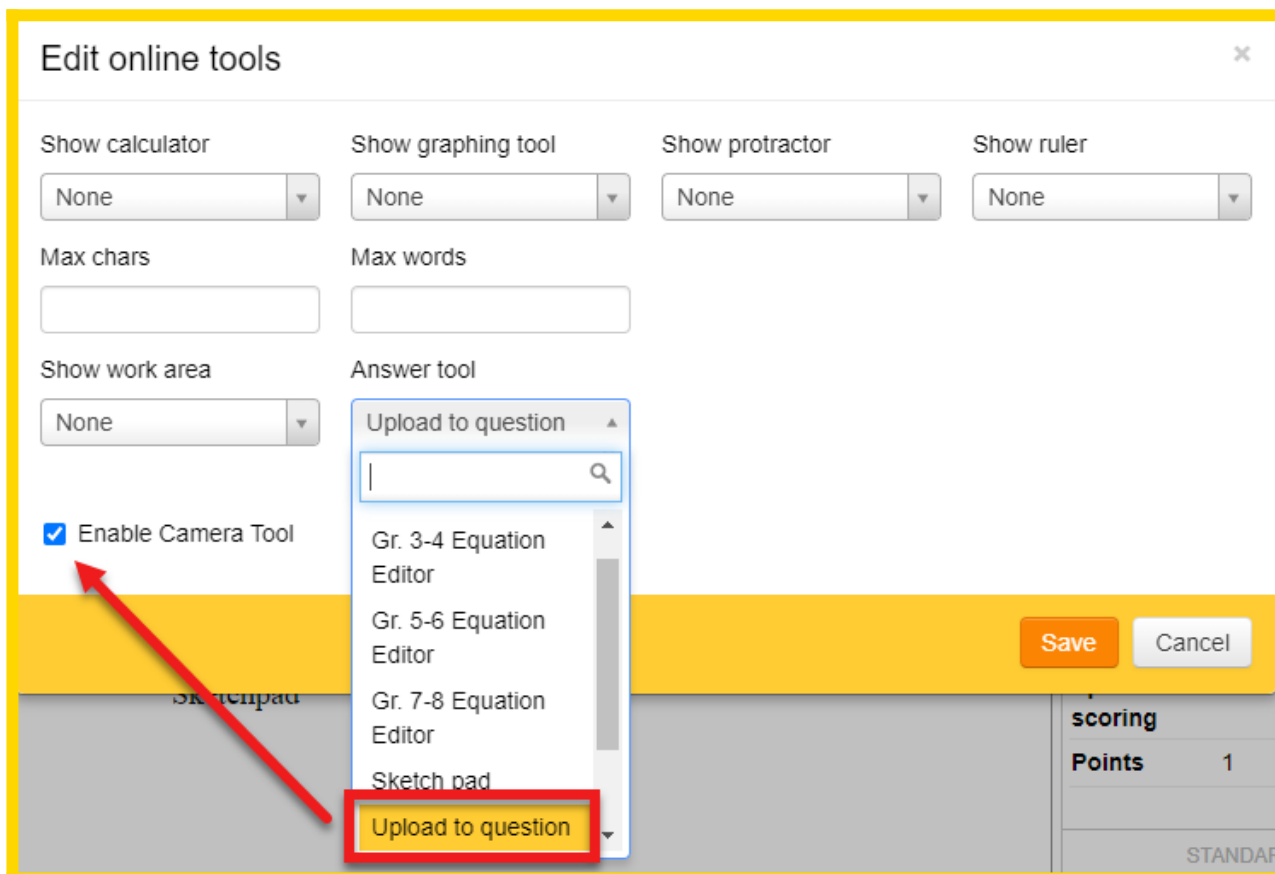 Edit online tools ×
Show calculator Show graphing tool Show protractor Show ruler
None None None None
Max chars Max words
Show work area Answer tool
None Upload to question
Enable Camera Tool
Gr. 3-4 Equation
Editor
Gr. 5-6 Equation
Editor
Gr. 7-8 Equation
Editor
Sketch pad
Upload to question
Save Cancel
Sketchpad
scoring
Points 1